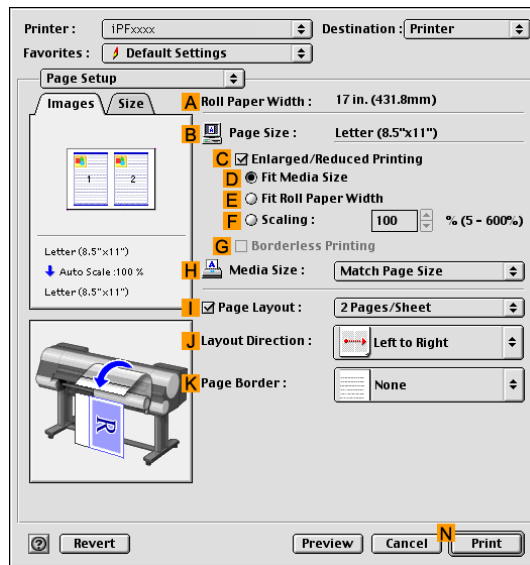 Printer : iPFxxxx Destination : Printer
Favorites : Default Settings
Page Setup
Images Size
1 2
Letter (8.5"x11")
Auto Scale :100 %
Letter (8.5"x11")
R
A Roll Paper Width : 17 in. (431.8mm)
B Page Size : Letter (8.5"x11")
C Enlarged/Reduced Printing
D Fit Media Size
E Fit Roll Paper Width
F Scaling : 100 % (5 - 600%)
G Borderless Printing
H Media Size : Match Page Size
I Page Layout : 2 Pages/Sheet
J Layout Direction : Left to Right
K Page Border : None
N
? Revert Preview Cancel Print